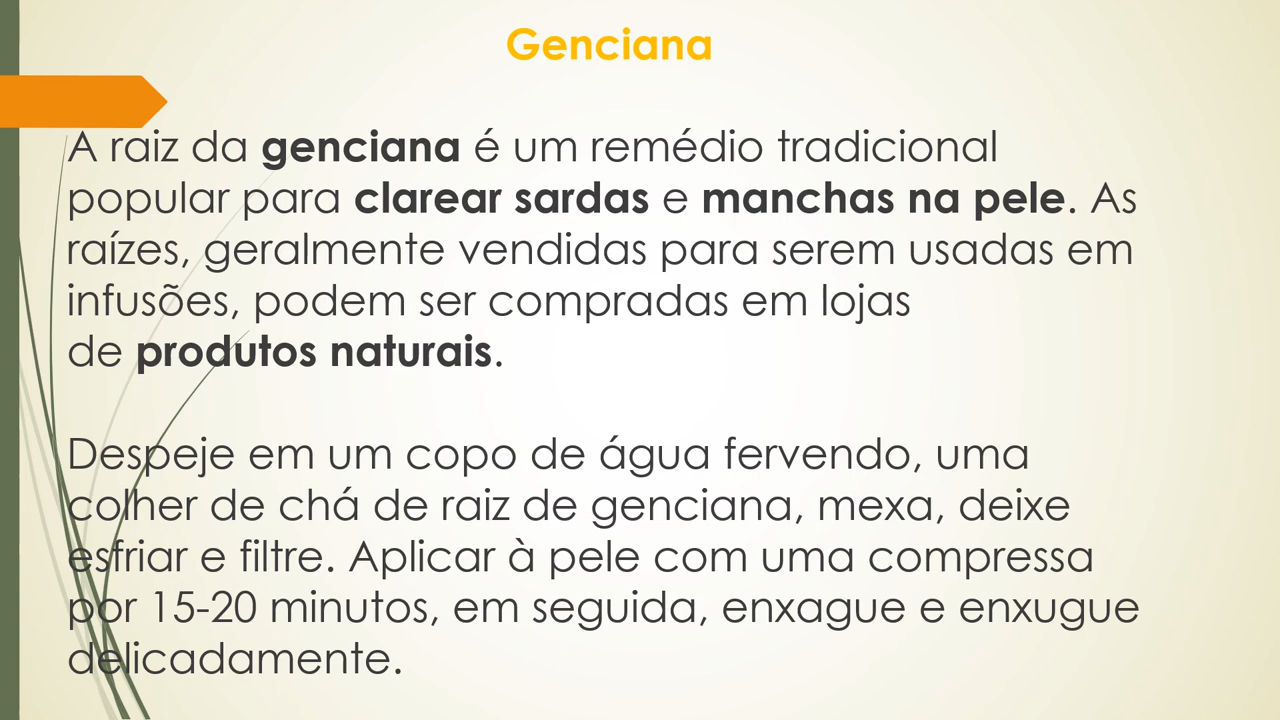 Genciana
A raiz da genciana é um remédio tradicional
popular para clarear sardas e manchas na pele. As
raízes, geralmente vendidas para serem usadas em
infusões, podem ser compradas em lojas
de produtos naturais.
Despeje em um copo de água fervendo, uma
colher de chá de raiz de genciana, mexa, deixe
esfriar e filtre. Aplicar à pele com uma compressa
por 15-20 minutos, em seguida, enxague e enxugue
delicadamente.